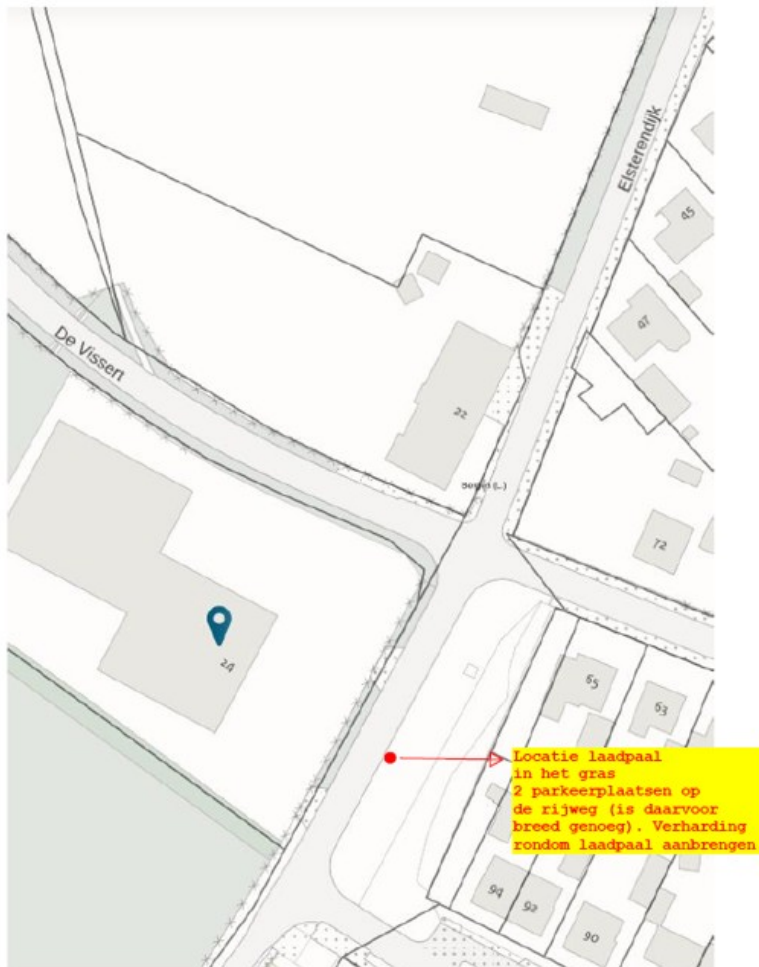 Elsterendijk
45
47
De Vissert
22
72
24
65
63
Locatie laadpaal
in het gras
2 parkeerplaatsen op
de rijweg (is daarvoor
breed genoeg). Verharding
rondom laadpaal aanbrengen
94
92
90